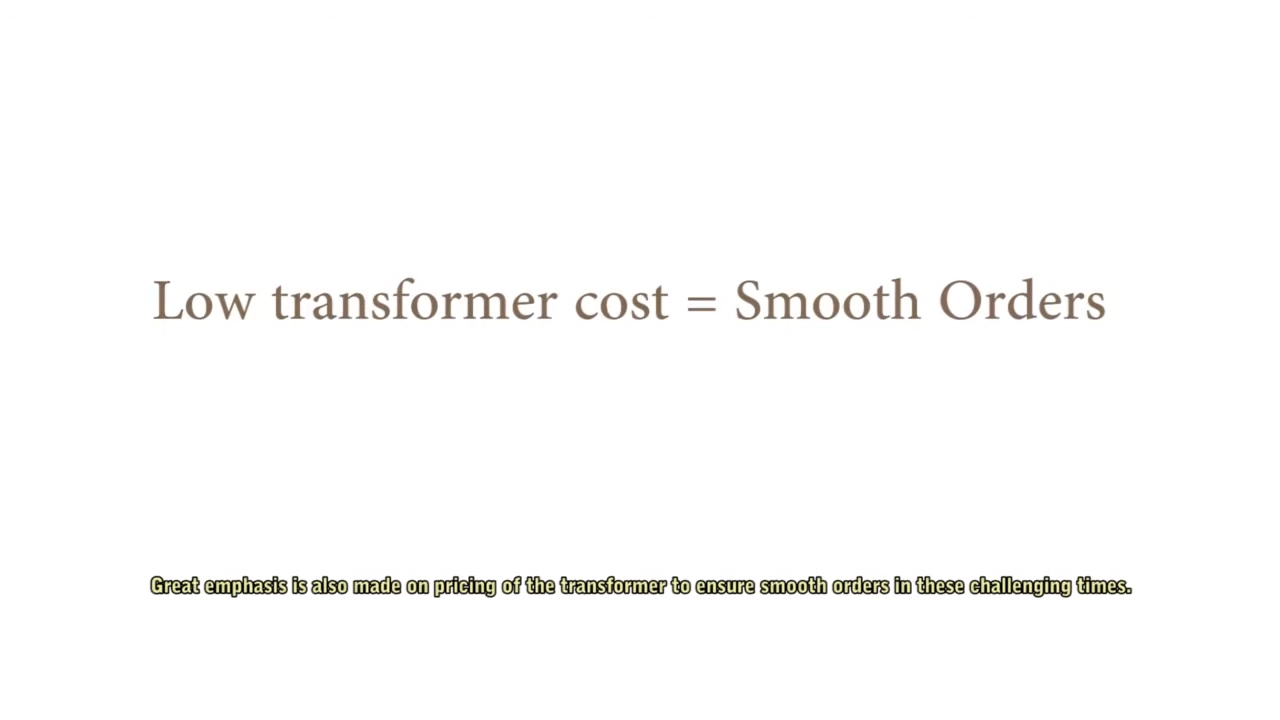 Low transformer cost = Smooth Orders
Great emphasis is also made on pricing of the transformer to ensure smooth orders in these challenging times.